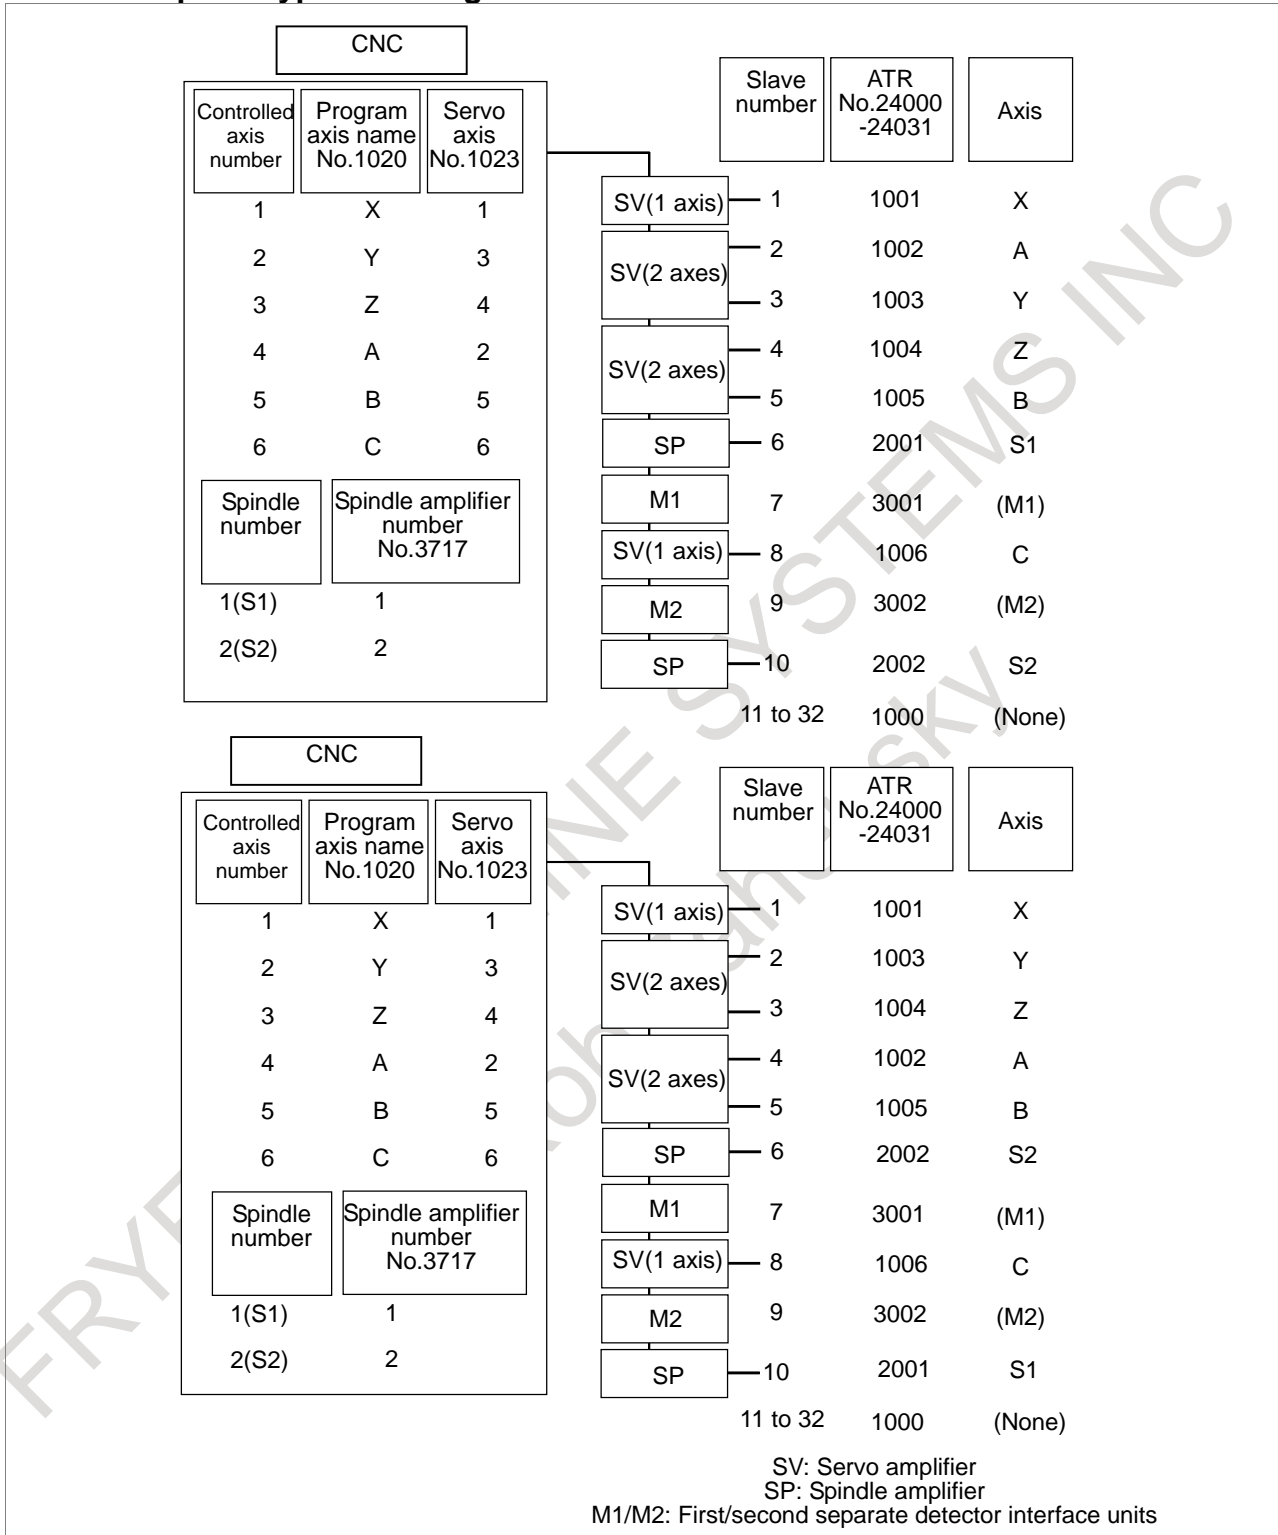 CNC
Controlled axis number
Program axis name No.1020
Servo axis No.1023
1 X 1
2 Y 3
3 Z 4
4 A 2
5 B 5
6 C 6
Spindle number
Spindle amplifier number No.3717
1(S1) 1
2(S2) 2
Slave number
ATR No.24000 -24031
Axis
SV(1 axis) 1 1001 X
SV(2 axes)
2 1002 A
3 1003 Y
SV(2 axes)
4 1004 Z
5 1005 B
SP 6 2001 S1
M1 7 3001 (M1)
SV(1 axis) 8 1006 C
M2 9 3002 (M2)
SP 10 2002 S2
11 to 32 1000 (None)
CNC
Controlled axis number
Program axis name No.1020
Servo axis No.1023
1 X 1
2 Y 3
3 Z 4
4 A 2
5 B 5
6 C 6
Spindle number
Spindle amplifier number No.3717
1(S1) 1
2(S2) 2
Slave number
ATR No.24000 -24031
Axis
SV(1 axis) 1 1001 X
SV(2 axes)
2 1003 Y
3 1004 Z
SV(2 axes)
4 1002 A
5 1005 B
SP 6 2002 S2
M1 7 3001 (M1)
SV(1 axis) 8 1006 C
M2 9 3002 (M2)
SP 10 2001 S1
11 to 32 1000 (None)
SV: Servo amplifier
SP: Spindle amplifier
M1/M2: First/second separate detector interface units
SYSTEMS INC